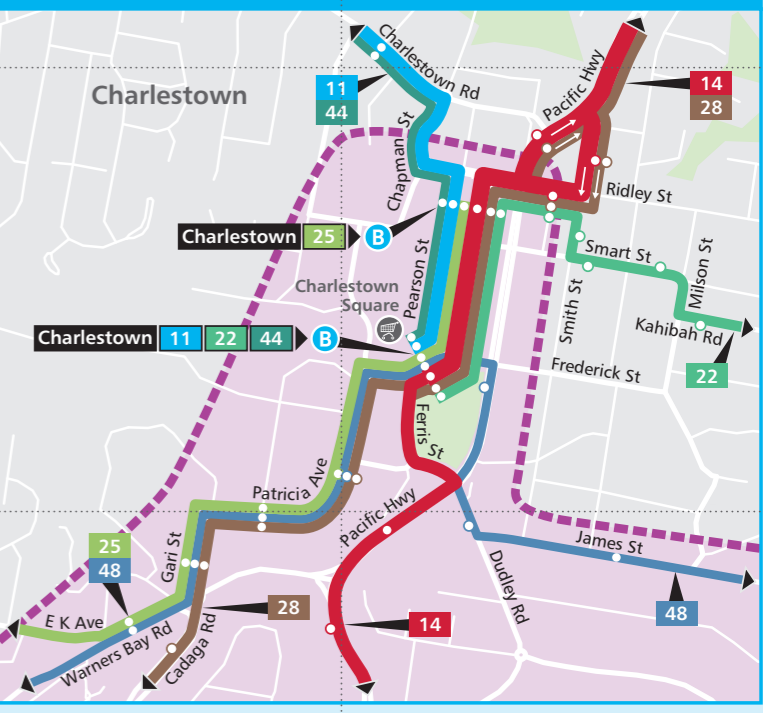 Charlestown Rd
Pacific Hwy
14
28
11
44
Charlestown
Chapman St
Ridley St
Charlestown 25 B
Pearson St
Smart St
Milson St
Charlestown
Square
Smith St
Kahibah Rd
Charlestown 11 22 44 B
Frederick St
22
Ferris St
Patricia Ave
Pacific Hwy
Gari St
25
48
James St
Dudley Rd
E K Ave
28
48
14
Warners Bay Rd
Cadaga Rd